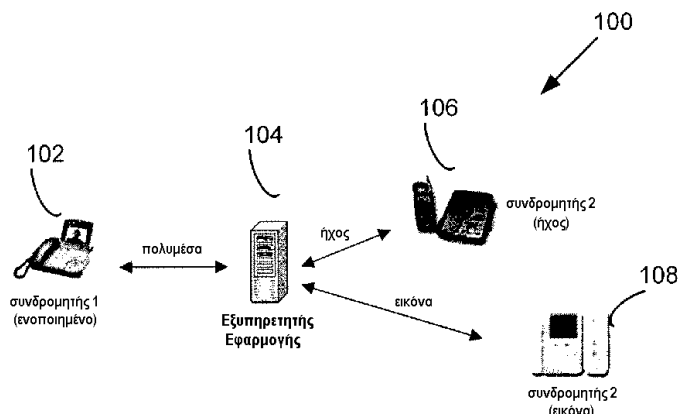 100
106
104
102
συνδρομητής 2
(ήχος)
ήχος
πολυμέσα
108
εικόνα
συνδρομητής 1
(ενοποιημένο)
Εξυπηρετητής
Εφαρμογής
συνδρομητής 2
(εικόνα)